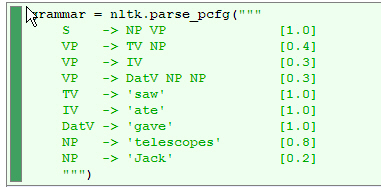 grammar = nltk.parse_pcfg("""
    S    -> NP VP              [1.0]
    VP   -> TV NP              [0.4]
    VP   -> IV                 [0.3]
    VP   -> DatV NP NP         [0.3]
    TV   -> 'saw'              [1.0]
    IV   -> 'ate'              [1.0]
    DatV -> 'gave'             [1.0]
    NP   -> 'telescopes'       [0.8]
    NP   -> 'Jack'             [0.2]
    """)